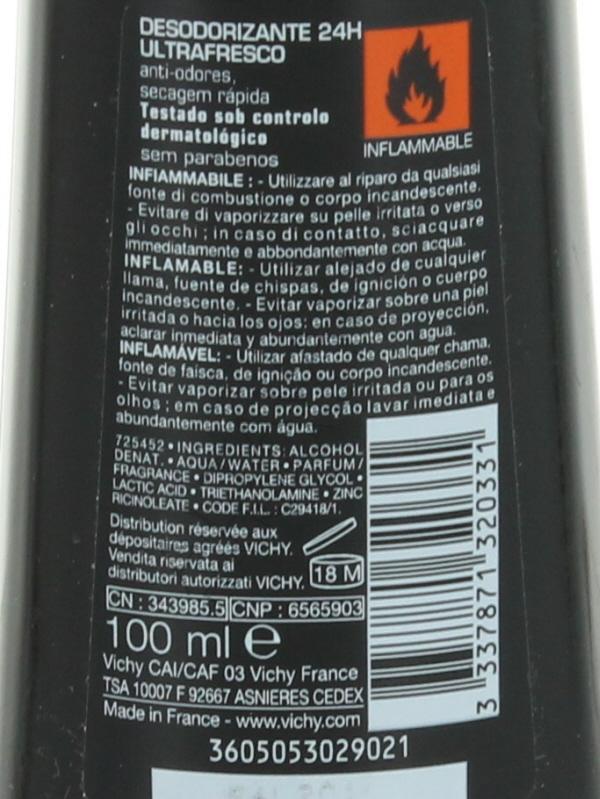 DESODORIZANTE 24H
ULTRAFRESCO
anti-odores,
secagem rápida
Testado sob controlo
dermatológico
sem parabenos
INFLAMMABLE
INFIAMMABILE : - Utilizzare al riparo da qualsiasi
fonte di combustione o corpo incandescente.
- Evitare di vaporizzare su pelle irritata o verso
gli occhi ; in caso di contatto, sciacquare
immediatamente e abbondantemente con acqua.
INFLAMABLE: - Utilizar alejado de cualquier
llama, fuente de chispas, de ignición o cuerpo
incandescente. - Evitar vaporizar sobre una piel
irritada o hacia los ojos; en caso de proyección,
aclarar inmediata y abundantemente con agua.
INFLAMÁVEL: - Utilizar afastado de qualquer chama,
fonte de faísca, de ignição ou corpo incandescente.
- Evitar vaporizar sobre pele irritada ou para os
olhos ; em caso de projecção lavar imediata e
abundantemente com água.
725452 • INGREDIENTS: ALCOHOL
DENAT. • AQUA / WATER • PARFUM /
FRAGRANCE • DIPROPYLENE GLYCOL •
LACTIC ACID • TRIETHANOLAMINE • ZINC
RICINOLEATE • CODE F.I.L. : C29418/1.
Distribution réservée aux
dépositaires agréés VICHY.
Vendita riservata ai
distributori autorizzati VICHY.
18 M
CN : 343985.5 CNP : 6565903
100 ml e
Vichy CAI/CAF 03 Vichy France
TSA 10007 F 92667 ASNIERES CEDEX
Made in France - www.vichy.com
3 337871 320331
3605053029021